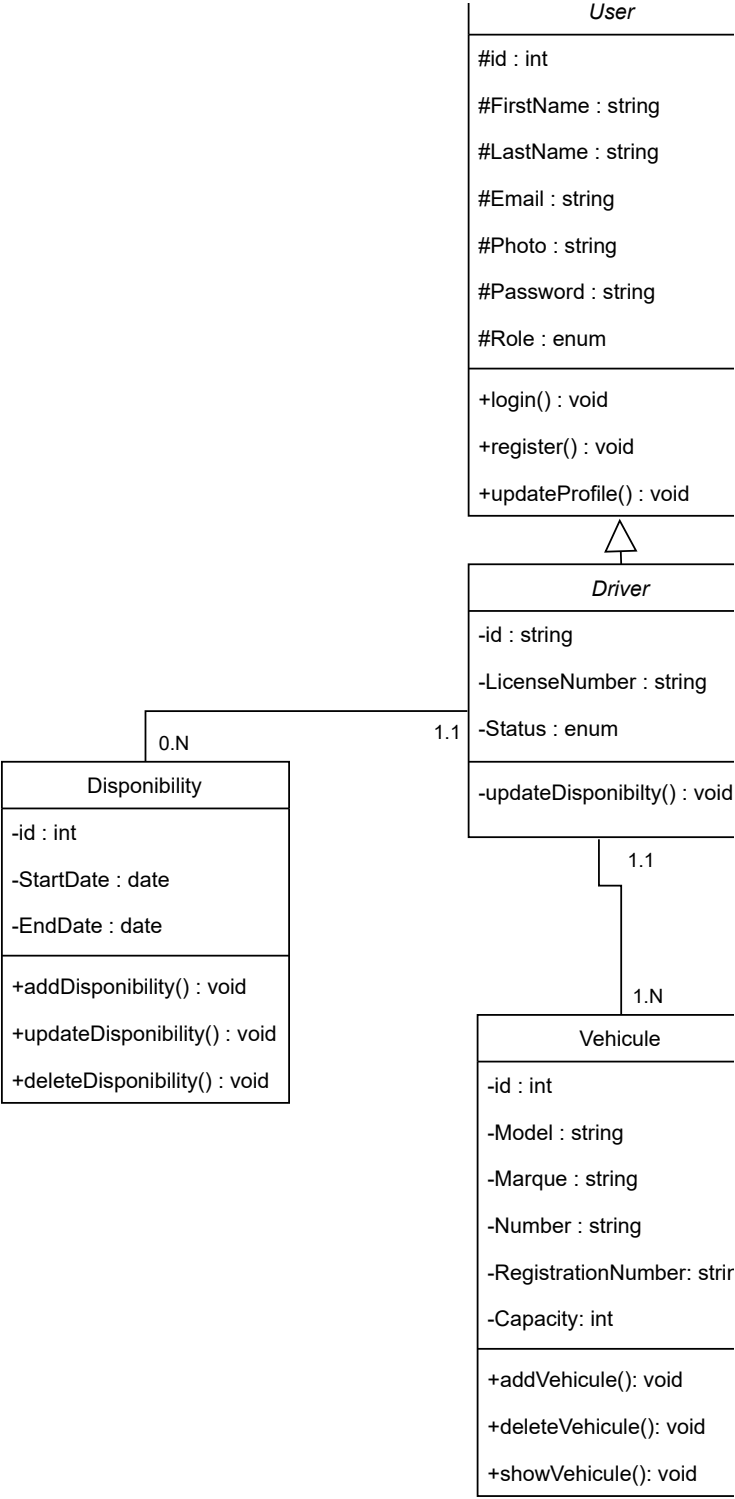 User
#id : int
#FirstName : string
#LastName : string
#Email : string
#Photo : string
#Password : string
#Role : enum
+login() : void
+register() : void
+updateProfile() : void
Driver
-id : string
-LicenseNumber : string
-Status : enum
-updateDisponibilty() : void
0.N
1.1
Disponibility
-id : int
-StartDate : date
-EndDate : date
+addDisponibility() : void
+updateDisponibility() : void
+deleteDisponibility() : void
1.1
1.N
Vehicule
-id : int
-Model : string
-Marque : string
-Number : string
-RegistrationNumber:
-Capacity: int
+addVehicule(): void
+deleteVehicule(): void
+showVehicule(): void